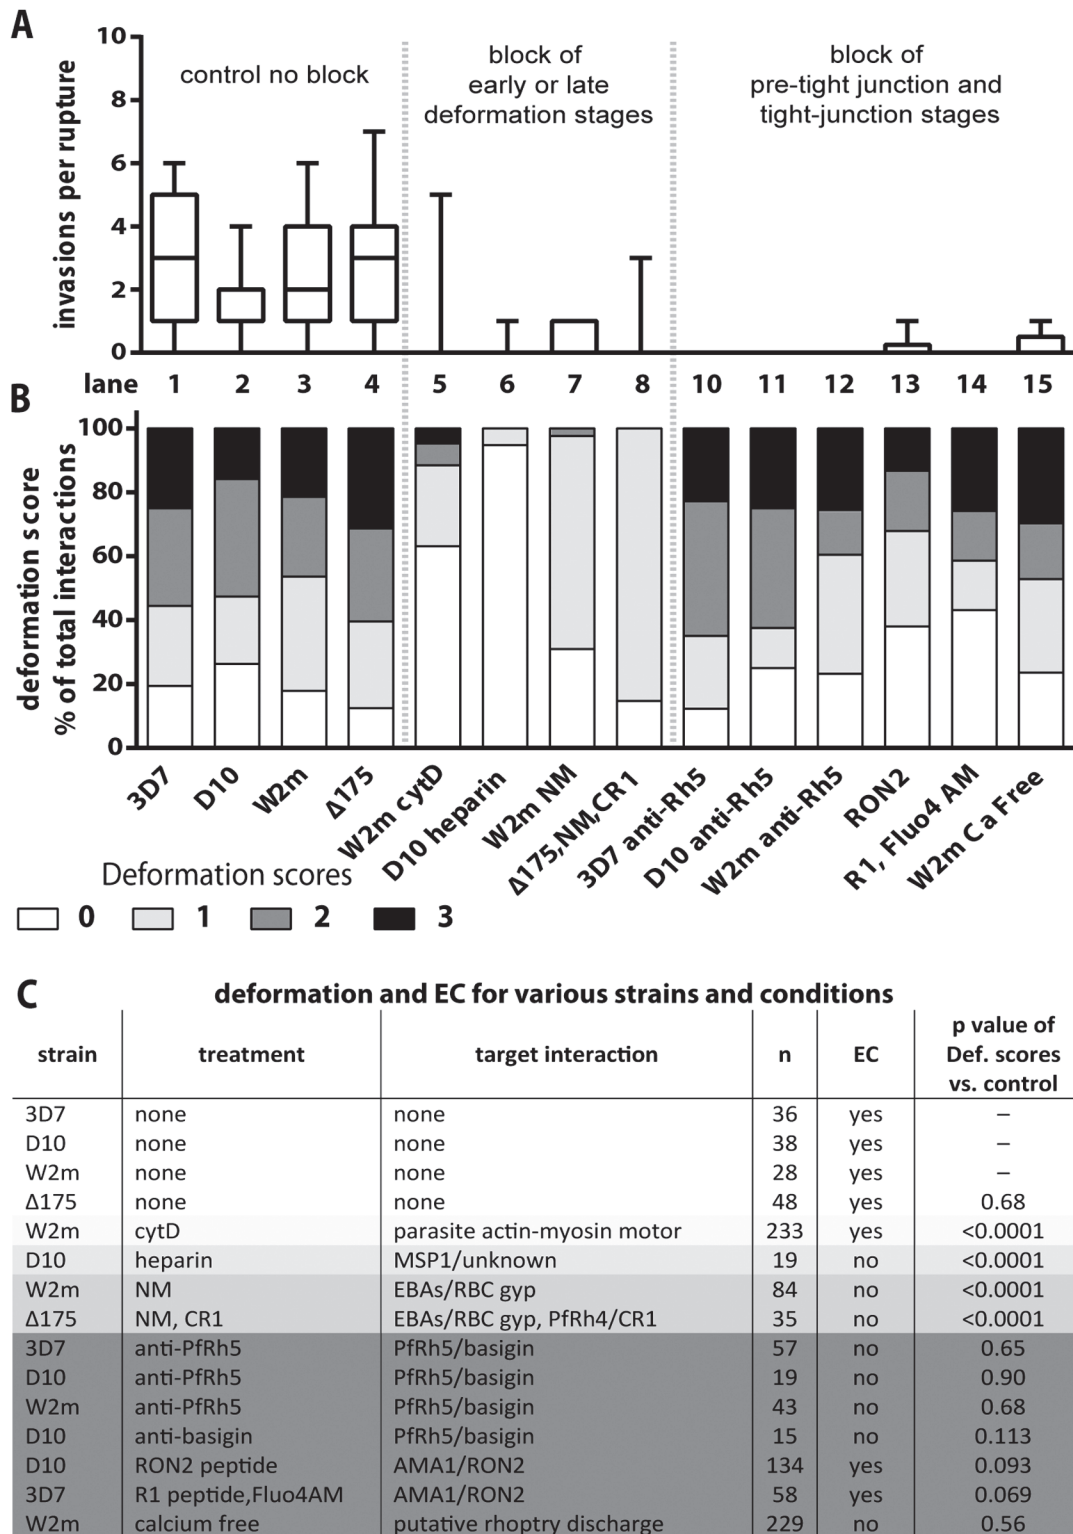 A
10
8
6
4
2
0
invasions per rupture
control no block
block of
early or late
deformation stages
block of
pre-tight junction and
tight-junction stages
lane 1 2 3 4 5 6 7 8 10 11 12 13 14 15
B
100
80
60
40
20
0
deformation score
% of total interactions
3D7
D10
W2m
Δ175
W2m cytD
D10 heparin
W2m NM
Δ175,NM,CR1
3D7 anti-Rh5
D10 anti-Rh5
W2m anti-Rh5
RON2
R1, Fluo4 AM
W2m Ca Free
Deformation scores
0 1 2 3
C
deformation and EC for various strains and conditions
strain treatment target interaction n EC p value of
Def. scores
vs. control
3D7 none none 36 yes –
D10 none none 38 yes –
W2m none none 28 yes –
Δ175 none none 48 yes 0.68
W2m cytD parasite actin-myosin motor 233 yes <0.0001
D10 heparin MSP1/unknown 19 no <0.0001
W2m NM EBAs/RBC gyp 84 no <0.0001
Δ175 NM, CR1 EBAs/RBC gyp, PfRh4/CR1 35 no <0.0001
3D7 anti-PfRh5 PfRh5/basigin 57 no 0.65
D10 anti-PfRh5 PfRh5/basigin 19 no 0.90
W2m anti-PfRh5 PfRh5/basigin 43 no 0.68
D10 anti-basigin PfRh5/basigin 15 no 0.113
D10 RON2 peptide AMA1/RON2 134 yes 0.093
3D7 R1 peptide,Fluo4AM AMA1/RON2 58 yes 0.069
W2m calcium free putative rhoptry discharge 229 no 0.56